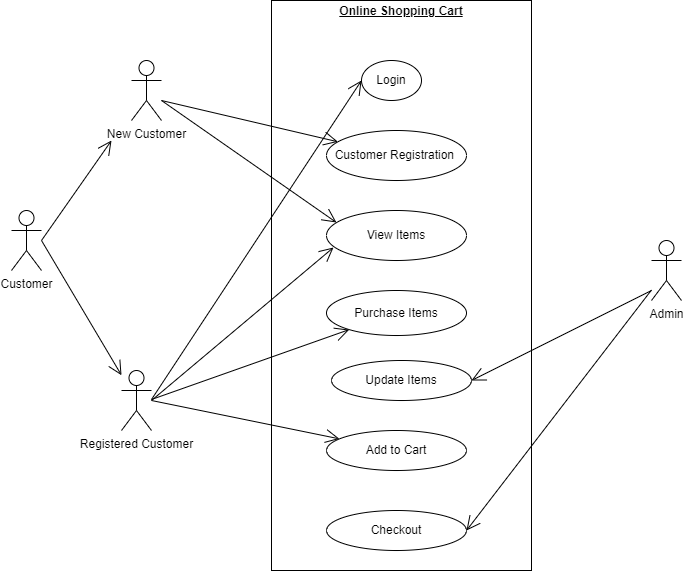 Online Shopping Cart
Login
New Customer
Customer Registration
View Items
Customer
Admin
Purchase Items
Update Items
Registered Customer
Add to Cart
Checkout